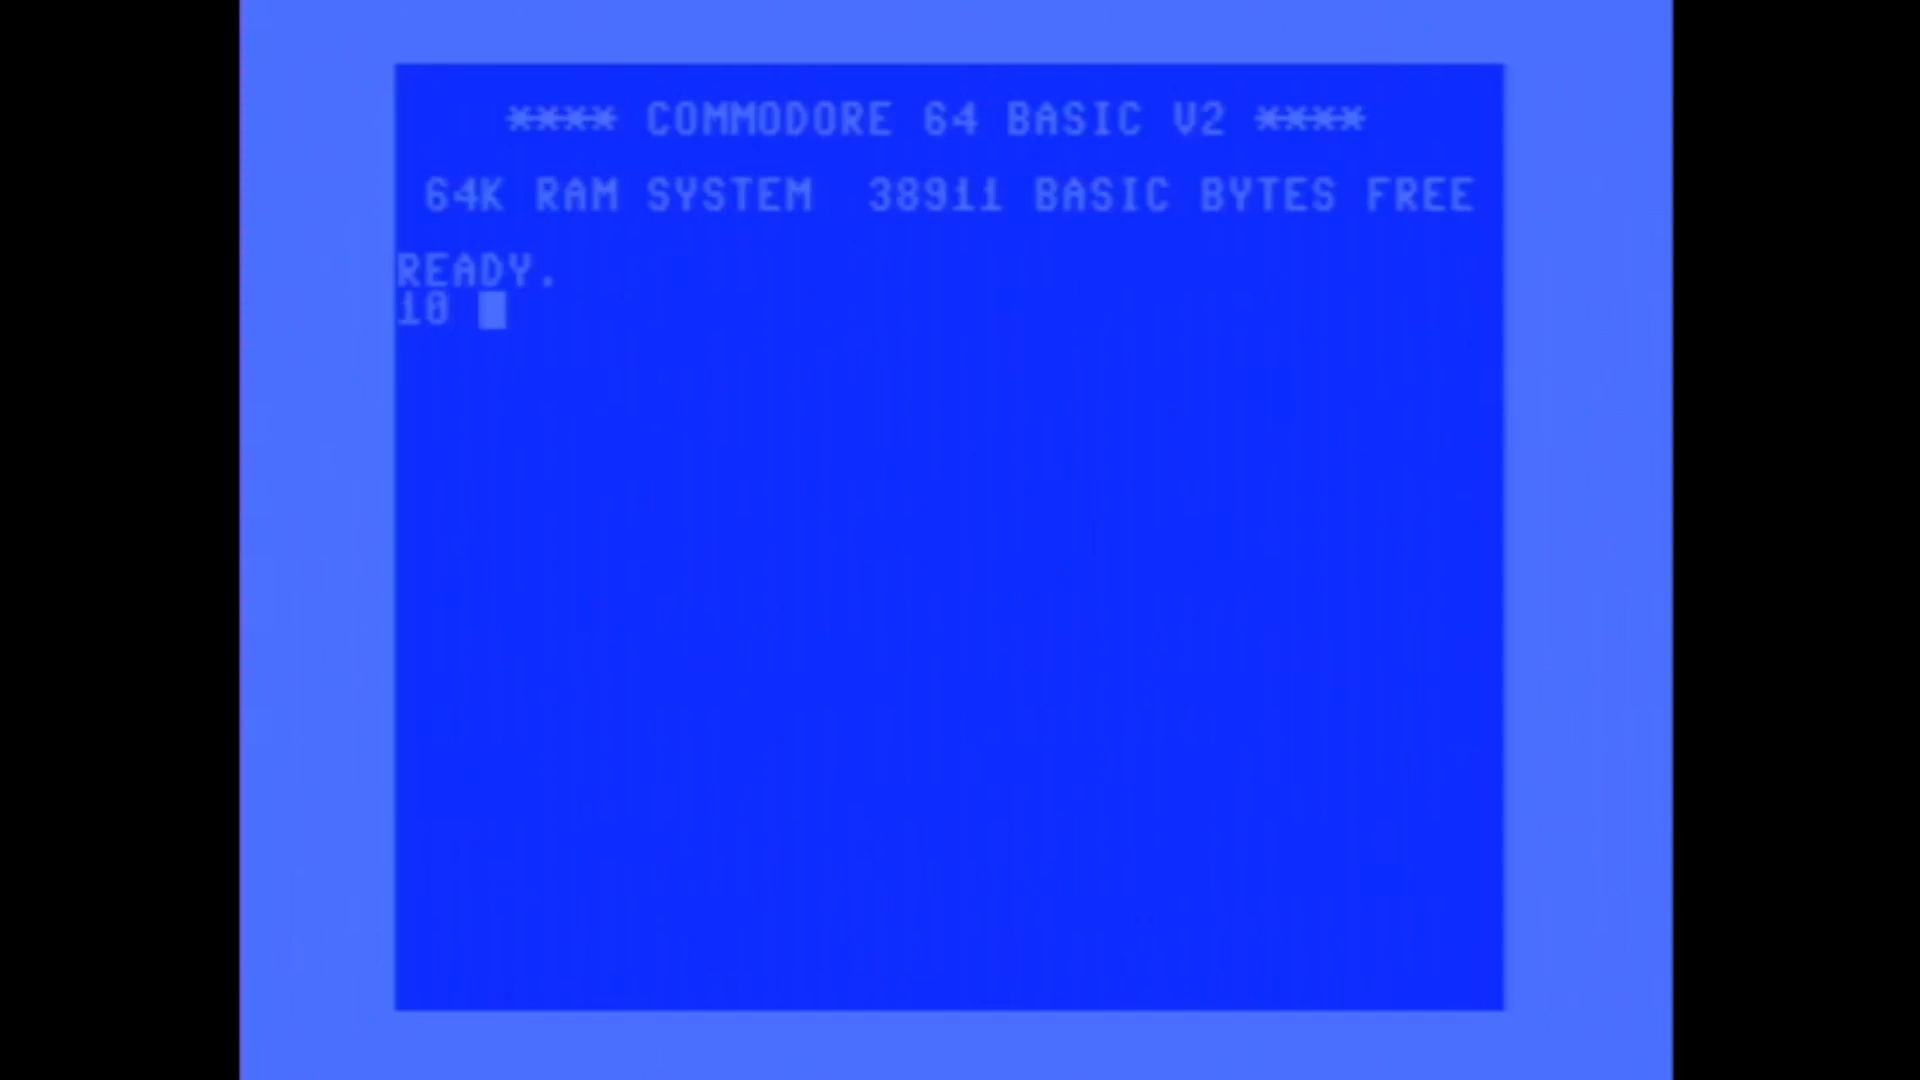 **** COMMODORE 64 BASIC V2 ****
64K RAM SYSTEM  38911 BASIC BYTES FREE
READY.
10